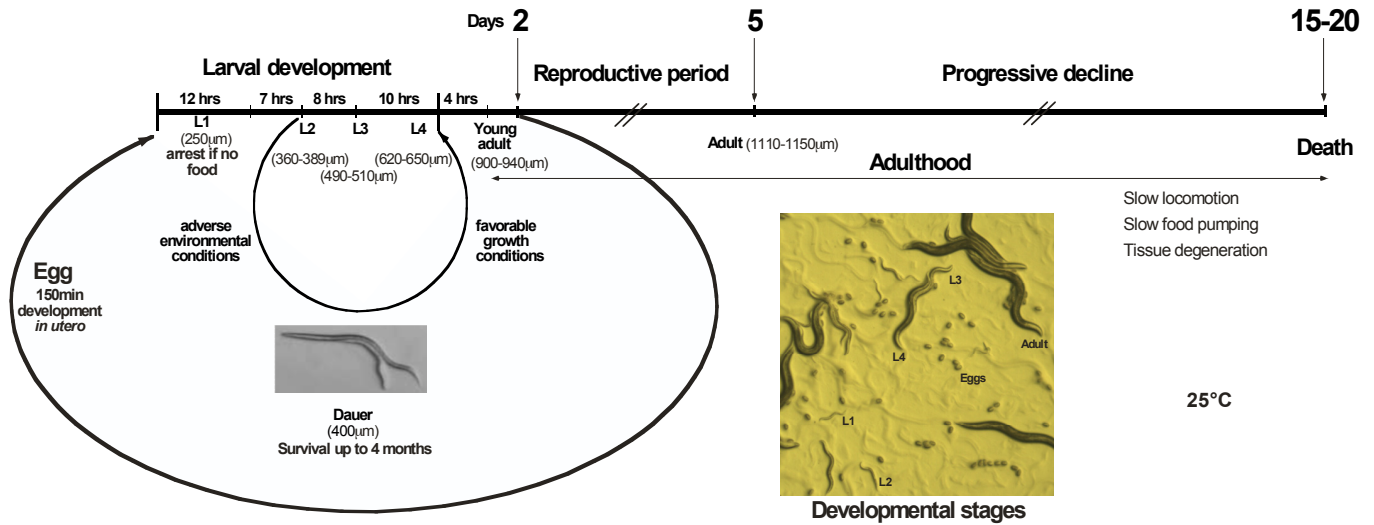 Days 2
5
15-20
Larval development
Reproductive period
Progressive decline
12 hrs
7 hrs
8 hrs
10 hrs
4 hrs
L1
(250µm)
arrest if no
food
L2
L3
L4
(360-389µm)
(490-510µm)
(620-650µm)
Young
adult
(900-940µm)
Adult (1110-1150µm)
Adulthood
Death
Slow locomotion
Slow food pumping
Tissue degeneration
adverse
environmental
conditions
favorable
growth
conditions
Egg
150min
development
in utero
Dauer
(400µm)
Survival up to 4 months
L3
Adult
L4
Eggs
L1
L2
Developmental stages
25°C